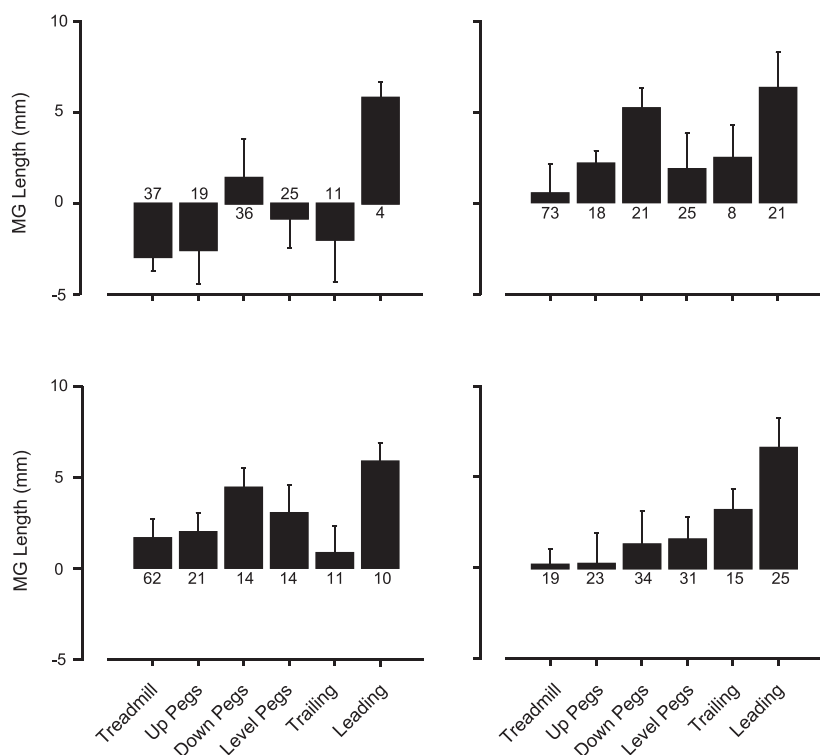 10
5
0
-5
MG Length (mm)
37 19 25 11
36 4
73 18 21 25 8 21
10
5
0
-5
MG Length (mm)
62 21 14 14 11 10
19 23 34 31 15 25
Treadmill
Up Pegs
Down Pegs
Level Pegs
Trailing
Leading
Treadmill
Up Pegs
Down Pegs
Level Pegs
Trailing
Leading